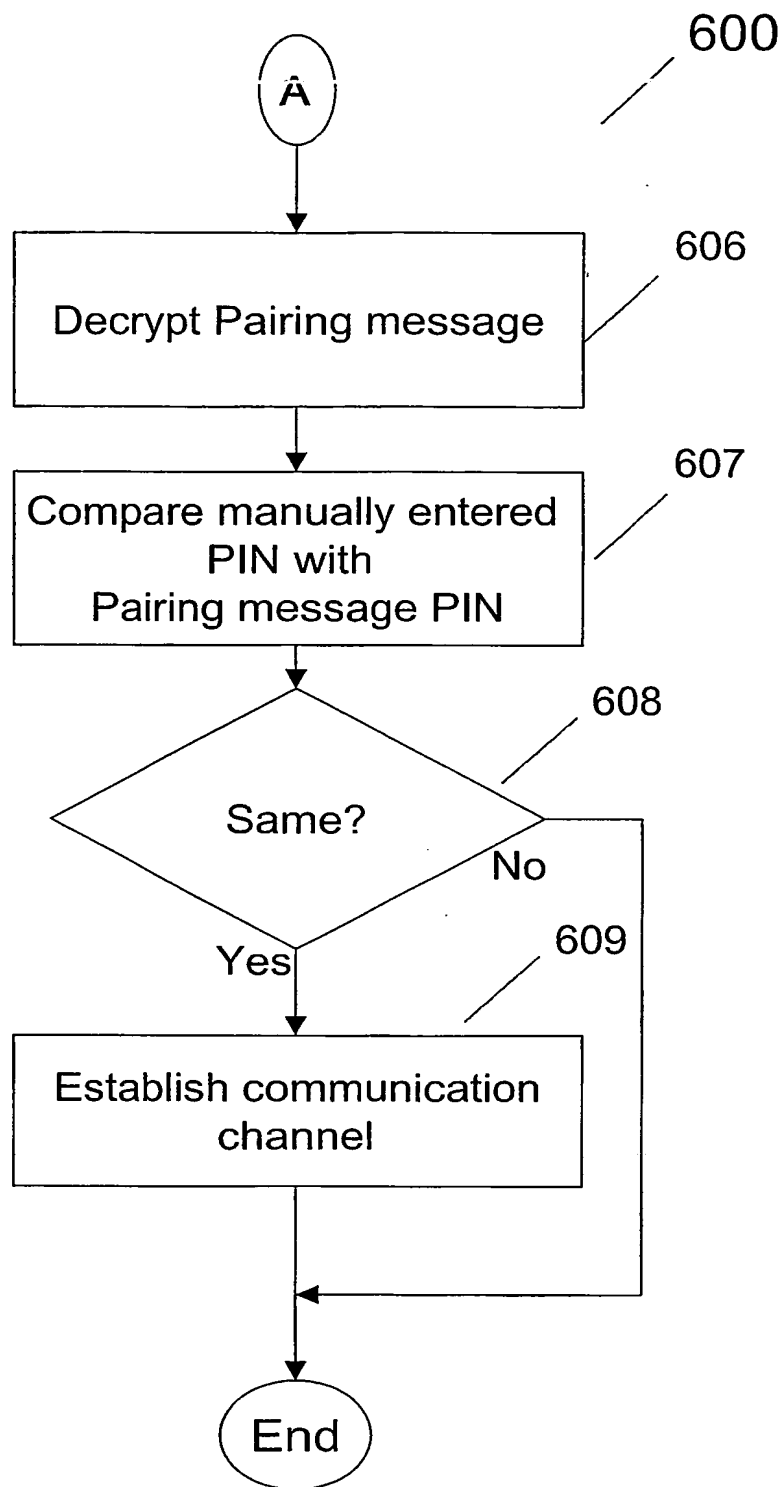 600
A
606
Decrypt Pairing message
607
Compare manually entered
PIN with
Pairing message PIN
608
Same?
No
Yes
609
Establish communication
channel
End